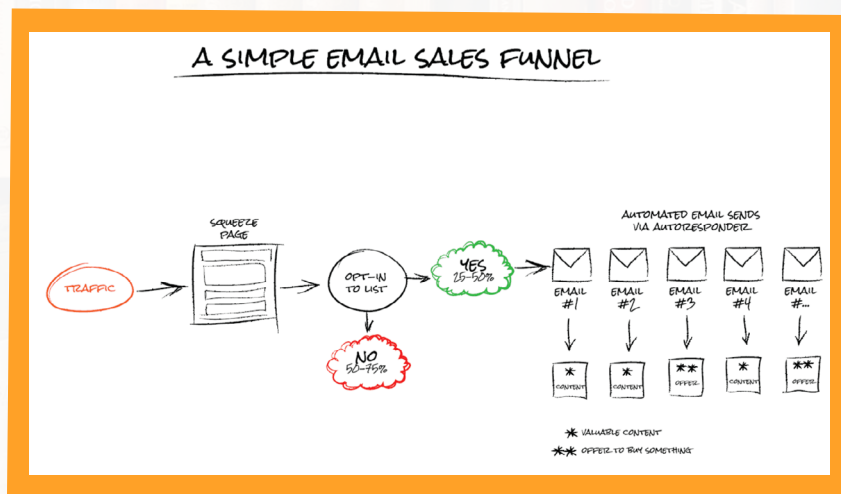 A SIMPLE EMAIL SALES FUNNEL
AUTOMATED EMAIL SENDS
VIA AUTORESPONDER
SQUEEZE
PAGE
TRAFFIC
OPT-IN
TO LIST
YES
25-50%
NO
50-75%
EMAIL
#1
EMAIL
#2
EMAIL
#3
EMAIL
#4
EMAIL
#...
*
CONTENT
*
CONTENT
**
OFFER
*
CONTENT
**
OFFER
* VALUABLE CONTENT
** OFFER TO BUY SOMETHING